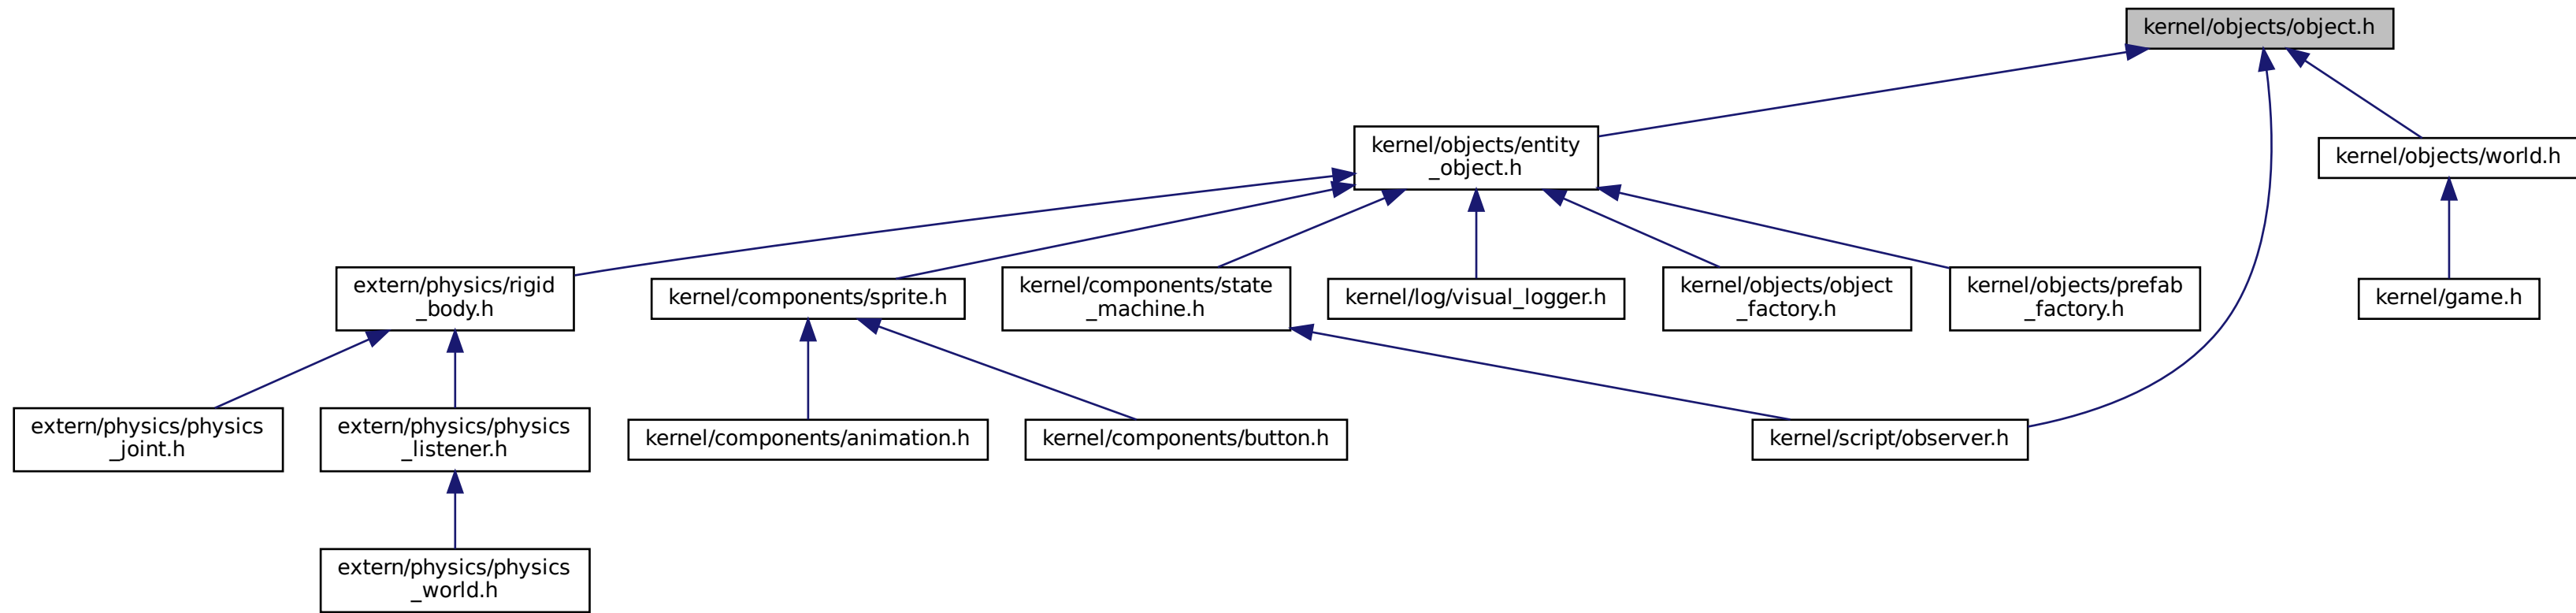 kernel/objects/object.h
kernel/objects/entity
_object.h
kernel/objects/world.h
extern/physics/rigid
_body.h
kernel/components/sprite.h
kernel/components/state
_machine.h
kernel/log/visual_logger.h
kernel/objects/object
_factory.h
kernel/objects/prefab
_factory.h
kernel/game.h
extern/physics/physics
_joint.h
extern/physics/physics
_listener.h
kernel/components/animation.h
kernel/components/button.h
kernel/script/observer.h
extern/physics/physics
_world.h